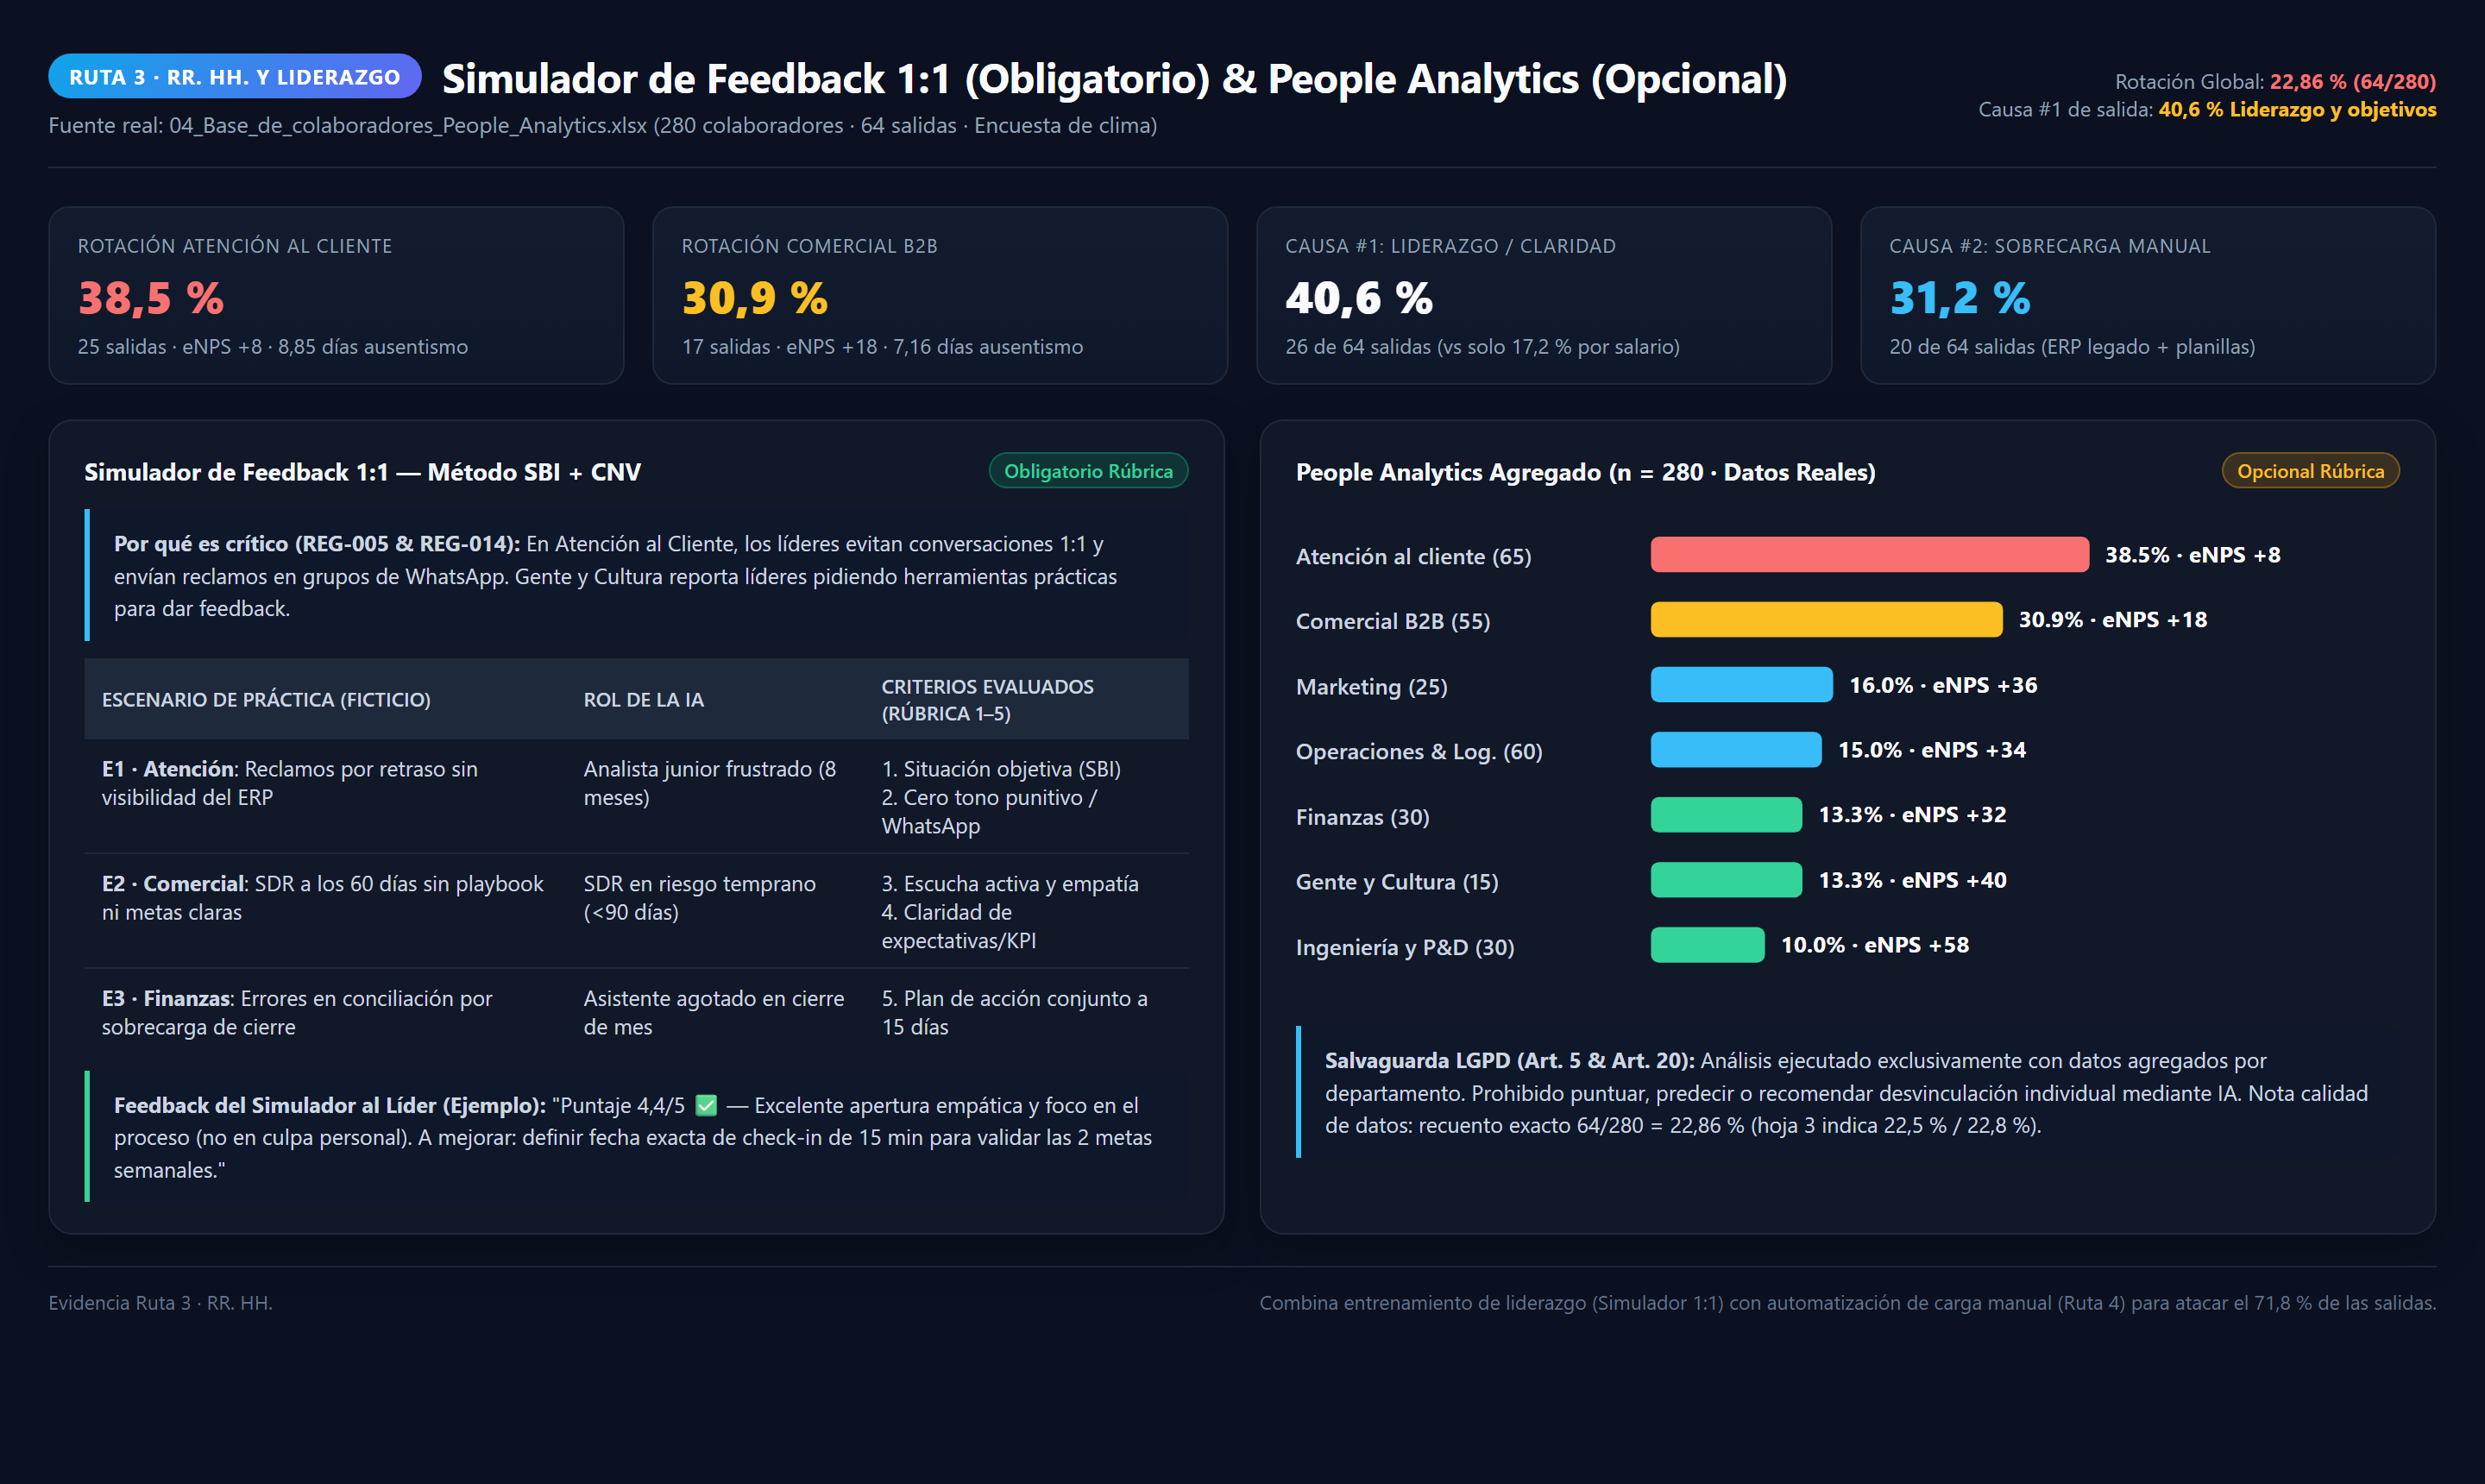 RUTA 3 · RR. HH. Y LIDERAZGO
Simulador de Feedback 1:1 (Obligatorio) & People Analytics (Opcional)
Fuente real: 04_Base_de_colaboradores_People_Analytics.xlsx (280 colaboradores · 64 salidas · Encuesta de clima)
Rotación Global: 22,86 % (64/280)
Causa #1 de salida: 40,6 % Liderazgo y objetivos
ROTACIÓN ATENCIÓN AL CLIENTE
38,5 %
25 salidas · eNPS +8 · 8,85 días ausentismo
ROTACIÓN COMERCIAL B2B
30,9 %
17 salidas · eNPS +18 · 7,16 días ausentismo
CAUSA #1: LIDERAZGO / CLARIDAD
40,6 %
26 de 64 salidas (vs solo 17,2 % por salario)
CAUSA #2: SOBRECARGA MANUAL
31,2 %
20 de 64 salidas (ERP legado + planillas)
Simulador de Feedback 1:1 — Método SBI + CNV
Obligatorio Rúbrica
Por qué es crítico (REG-005 & REG-014): En Atención al Cliente, los líderes evitan conversaciones 1:1 y
envían reclamos en grupos de WhatsApp. Gente y Cultura reporta líderes pidiendo herramientas prácticas
para dar feedback.
ESCENARIO DE PRÁCTICA (FICTICIO)
ROL DE LA IA
CRITERIOS EVALUADOS
(RÚBRICA 1–5)
E1 · Atención: Reclamos por retraso sin
visibilidad del ERP
Analista junior frustrado (8
meses)
1. Situación objetiva (SBI)
2. Cero tono punitivo /
WhatsApp
E2 · Comercial: SDR a los 60 días sin playbook
ni metas claras
SDR en riesgo temprano
(<90 días)
3. Escucha activa y empatía
4. Claridad de
expectativas/KPI
E3 · Finanzas: Errores en conciliación por
sobrecarga de cierre
Asistente agotado en cierre
de mes
5. Plan de acción conjunto a
15 días
Feedback del Simulador al Líder (Ejemplo): "Puntaje 4,4/5 ✅ — Excelente apertura empática y foco en el
proceso (no en culpa personal). A mejorar: definir fecha exacta de check-in de 15 min para validar las 2 metas
semanales."
People Analytics Agregado (n = 280 · Datos Reales)
Opcional Rúbrica
Atención al cliente (65)
38.5% · eNPS +8
Comercial B2B (55)
30.9% · eNPS +18
Marketing (25)
16.0% · eNPS +36
Operaciones & Log. (60)
15.0% · eNPS +34
Finanzas (30)
13.3% · eNPS +32
Gente y Cultura (15)
13.3% · eNPS +40
Ingeniería y P&D (30)
10.0% · eNPS +58
Salvaguarda LGPD (Art. 5 & Art. 20): Análisis ejecutado exclusivamente con datos agregados por
departamento. Prohibido puntuar, predecir o recomendar desvinculación individual mediante IA. Nota calidad
de datos: recuento exacto 64/280 = 22,86 % (hoja 3 indica 22,5 % / 22,8 %).
Evidencia Ruta 3 · RR. HH.
Combina entrenamiento de liderazgo (Simulador 1:1) con automatización de carga manual (Ruta 4) para atacar el 71,8 % de las salidas.